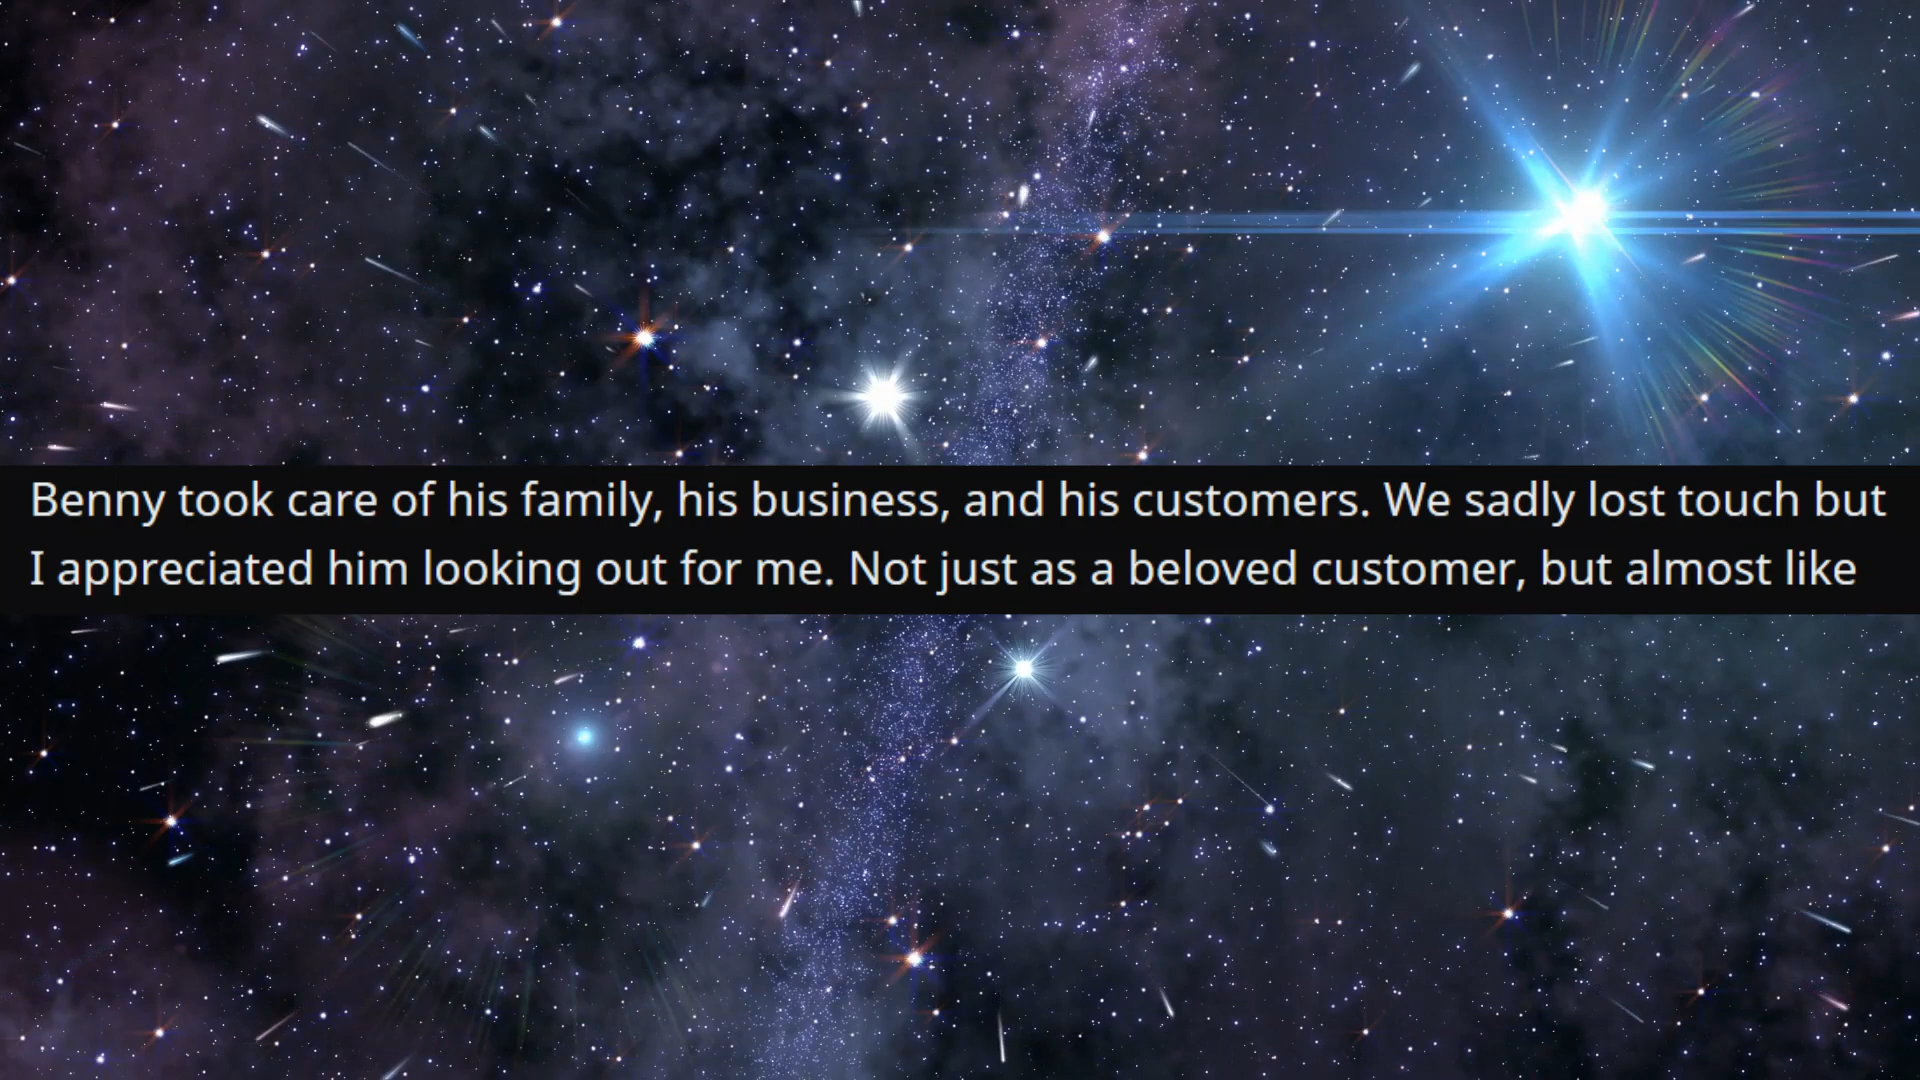 Benny took care of his family, his business, and his customers. We sadly lost touch but
I appreciated him looking out for me. Not just as a beloved customer, but almost like